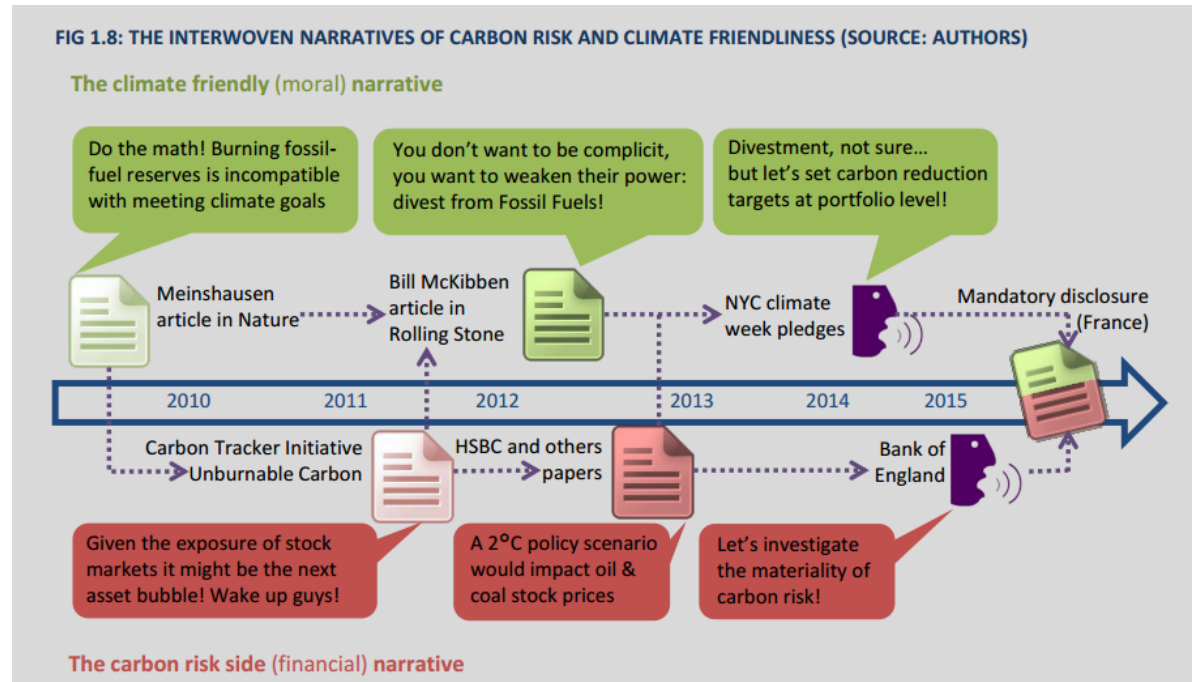 FIG 1.8: THE INTERWOVEN NARRATIVES OF CARBON RISK AND CLIMATE FRIENDLINESS (SOURCE: AUTHORS)
The climate friendly (moral) narrative
Do the math! Burning fossil-
fuel reserves is incompatible
with meeting climate goals
You don't want to be complicit,
you want to weaken their power:
divest from Fossil Fuels!
Divestment, not sure...
but let's set carbon reduction
targets at portfolio level!
Meinshausen
article in Nature
Bill McKibben
article in
Rolling Stone
NYC climate
week pledges
Mandatory disclosure
(France)
2010
2011
2012
2013
2014
2015
Carbon Tracker Initiative
Unburnable Carbon
HSBC and others
papers
Bank of
England
Given the exposure of stock
markets it might be the next
asset bubble! Wake up guys!
A 2°C policy scenario
would impact oil &
coal stock prices
Let's investigate
the materiality of
carbon risk!
The carbon risk side (financial) narrative